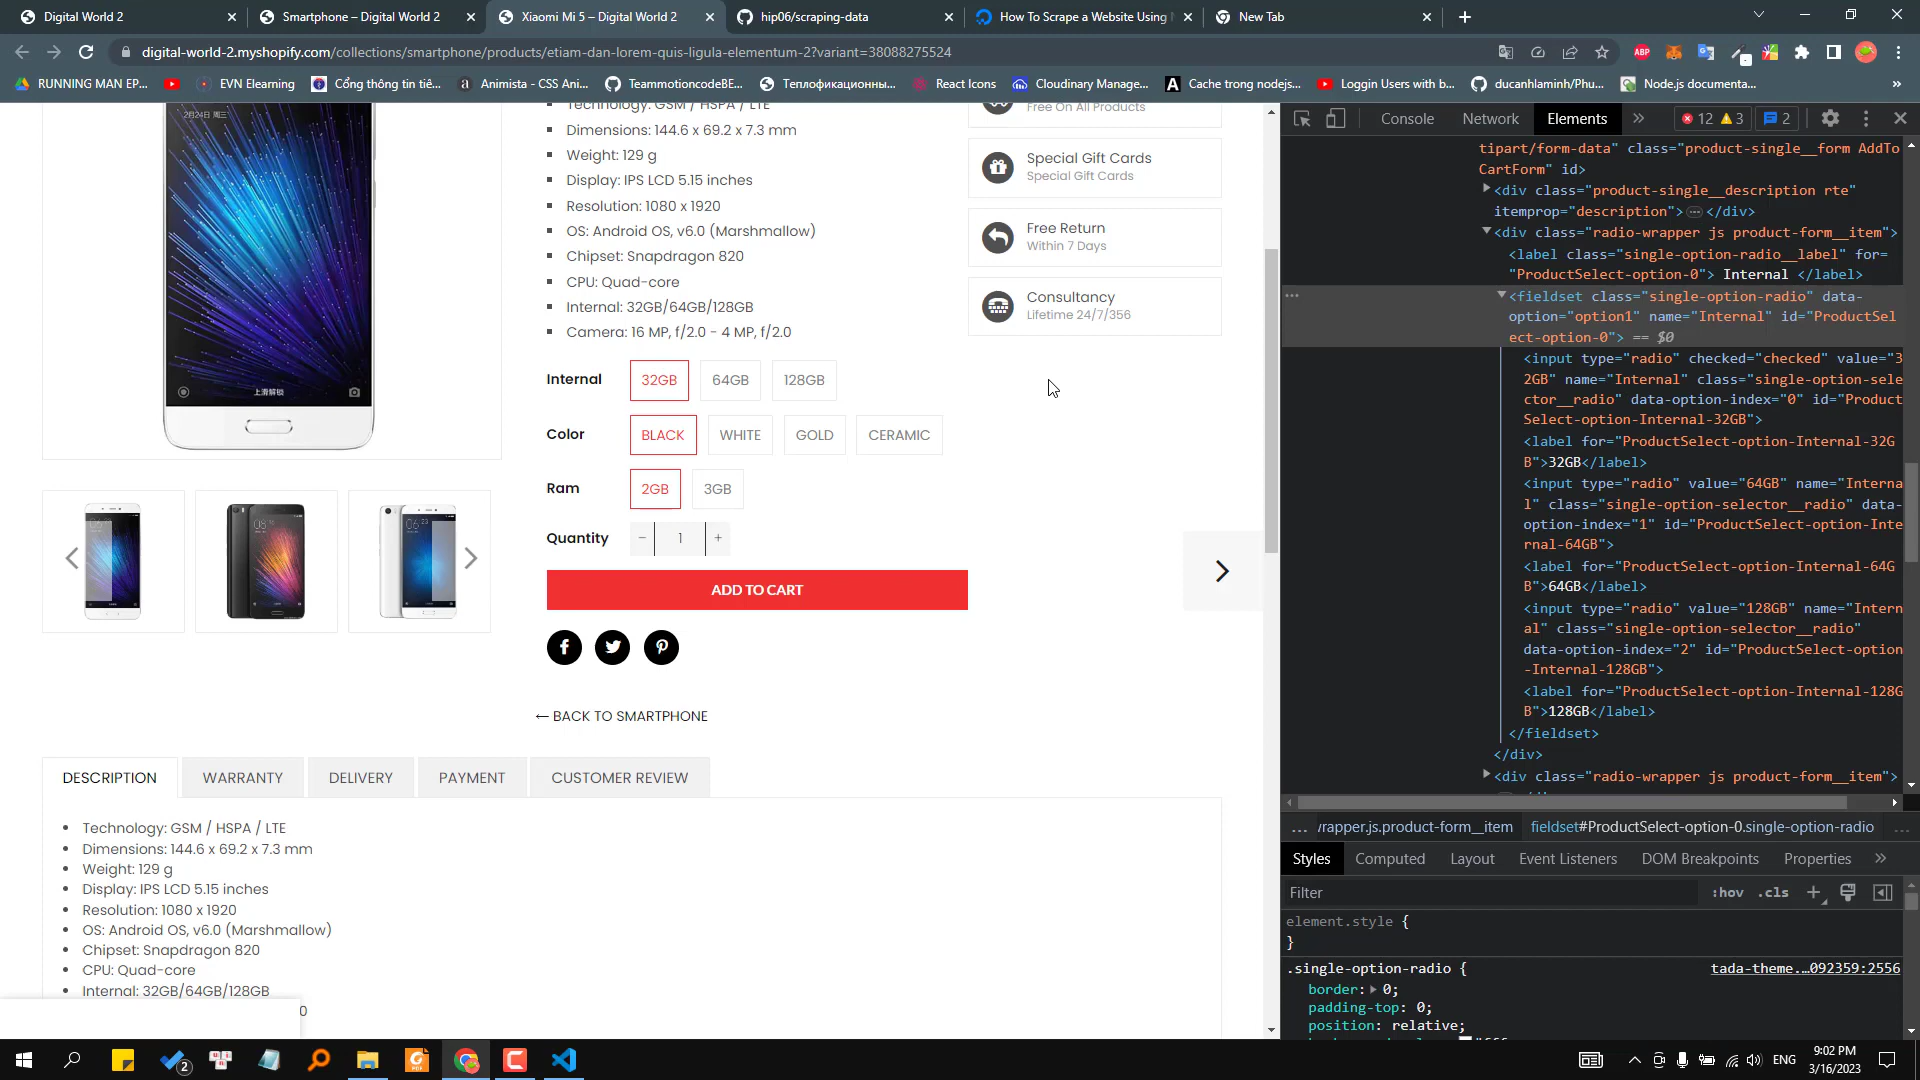 Digital World 2
Smartphone – Digital World 2
Xiaomi Mi 5 – Digital World 2
hip06/scraping-data
How To Scrape a Website Using
New Tab
digital-world-2.myshopify.com/collections/smartphone/products/etiam-dan-lorem-quis-ligula-elementum-2?variant=38088275524
RUNNING MAN EP...
EVN Elearning
Cổng thông tin tiê...
Animista - CSS Ani...
TeammotioncodeBE...
Теплофикационны...
React Icons
Cloudinary Manage...
Cache trong nodejs...
Loggin Users with b...
ducanhlaminh/Phu...
Node.js documenta...
»
2月24日 周三
上滑解锁
Technology: GSM / HSPA / LTE
Dimensions: 144.6 x 69.2 x 7.3 mm
Weight: 129 g
Display: IPS LCD 5.15 inches
Resolution: 1080 x 1920
OS: Android OS, v6.0 (Marshmallow)
Chipset: Snapdragon 820
CPU: Quad-core
Internal: 32GB/64GB/128GB
Camera: 16 MP, f/2.0 - 4 MP, f/2.0
Free On All Products
Special Gift Cards
Special Gift Cards
Free Return
Within 7 Days
Consultancy
Lifetime 24/7/356
Internal 32GB 64GB 128GB
Color BLACK WHITE GOLD CERAMIC
Ram 2GB 3GB
Quantity − 1 +
ADD TO CART
← BACK TO SMARTPHONE
DESCRIPTION WARRANTY DELIVERY PAYMENT CUSTOMER REVIEW
Technology: GSM / HSPA / LTE
Dimensions: 144.6 x 69.2 x 7.3 mm
Weight: 129 g
Display: IPS LCD 5.15 inches
Resolution: 1080 x 1920
OS: Android OS, v6.0 (Marshmallow)
Chipset: Snapdragon 820
CPU: Quad-core
Internal: 32GB/64GB/128GB
0
Console Network Elements » 12 3 2
tipart/form-data" class="product-single__form AddTo
CartForm" id>
<div class="product-single__description rte"
itemprop="description"> … </div>
<div class="radio-wrapper js product-form__item">
<label class="single-option-radio__label" for=
"ProductSelect-option-0"> Internal </label>
<fieldset class="single-option-radio" data-
option="option1" name="Internal" id="ProductSel
ect-option-0"> == $0
<input type="radio" checked="checked" value="3
2GB" name="Internal" class="single-option-sele
ctor__radio" data-option-index="0" id="Product
Select-option-Internal-32GB">
<label for="ProductSelect-option-Internal-32G
B">32GB</label>
<input type="radio" value="64GB" name="Interna
l" class="single-option-selector__radio" data-
option-index="1" id="ProductSelect-option-Inte
rnal-64GB">
<label for="ProductSelect-option-Internal-64G
B">64GB</label>
<input type="radio" value="128GB" name="Intern
al" class="single-option-selector__radio"
data-option-index="2" id="ProductSelect-option
-Internal-128GB">
<label for="ProductSelect-option-Internal-128G
B">128GB</label>
</fieldset>
</div>
<div class="radio-wrapper js product-form__item">
... rapper.js.product-form__item fieldset#ProductSelect-option-0.single-option-radio ...
Styles Computed Layout Event Listeners DOM Breakpoints Properties »
Filter :hov .cls +
element.style {
}
.single-option-radio { tada-theme.…092359:2556
border: 0;
padding-top: 0;
position: relative;
2
ENG
9:02 PM
3/16/2023